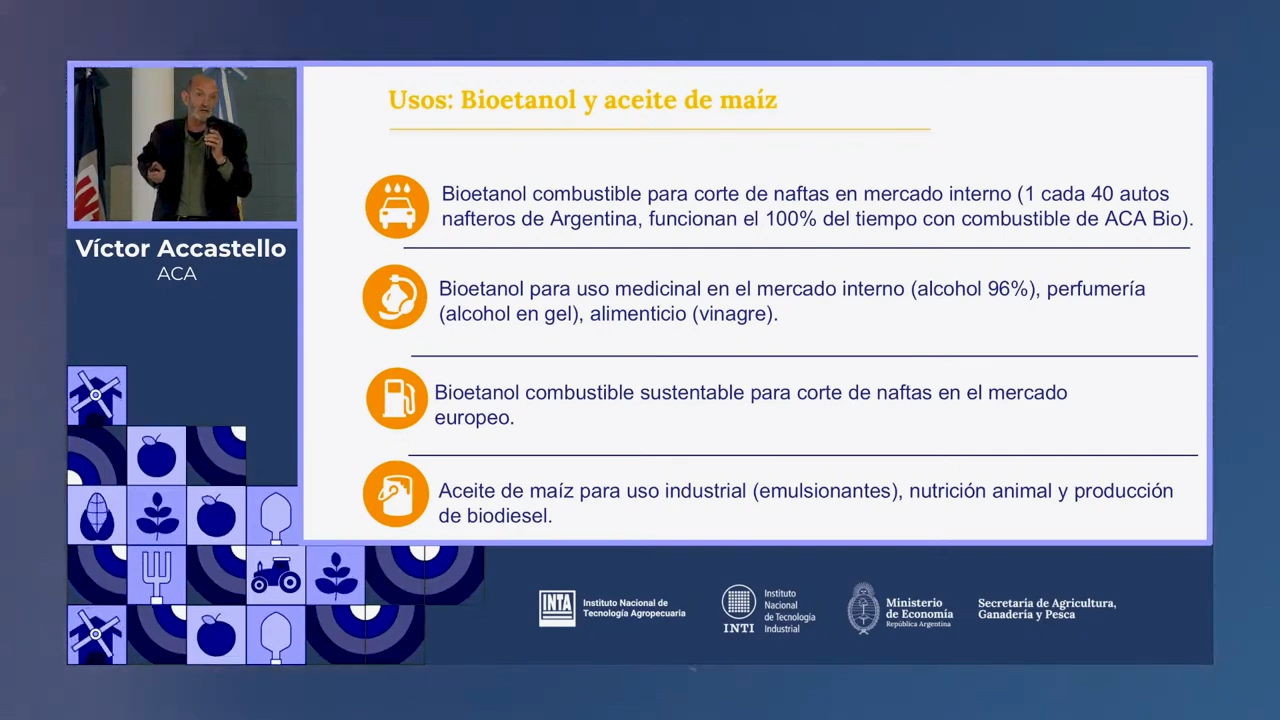 Usos: Bioetanol y aceite de maíz
Bioetanol combustible para corte de naftas en mercado interno (1 cada 40 autos
nafteros de Argentina, funcionan el 100% del tiempo con combustible de ACA Bio).
Bioetanol para uso medicinal en el mercado interno (alcohol 96%), perfumería
(alcohol en gel), alimenticio (vinagre).
Bioetanol combustible sustentable para corte de naftas en el mercado
europeo.
Aceite de maíz para uso industrial (emulsionantes), nutrición animal y producción
de biodiesel.
Víctor Accastello
ACA
INTA
Instituto Nacional de
Tecnología Agropecuaria
INTI
Instituto
Nacional
de Tecnología
Industrial
Ministerio
de Economía
República Argentina
Secretaría de Agricultura,
Ganadería y Pesca